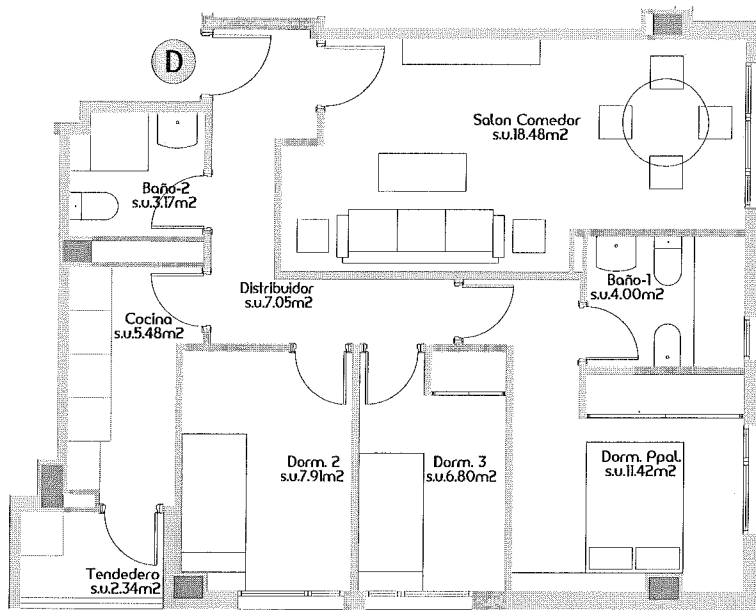 D
Salon Comedor
s.u.18.48m2
Baño-2
s.u.3.17m2
Baño-1
s.u.4.00m2
Distribuidor
s.u.7.05m2
Cocina
s.u.5.48m2
Dorm. 2
s.u.7.91m2
Dorm. 3
s.u.6.80m2
Dorm. Ppal.
s.u.11.42m2
Tendedero
s.u.2.34m2